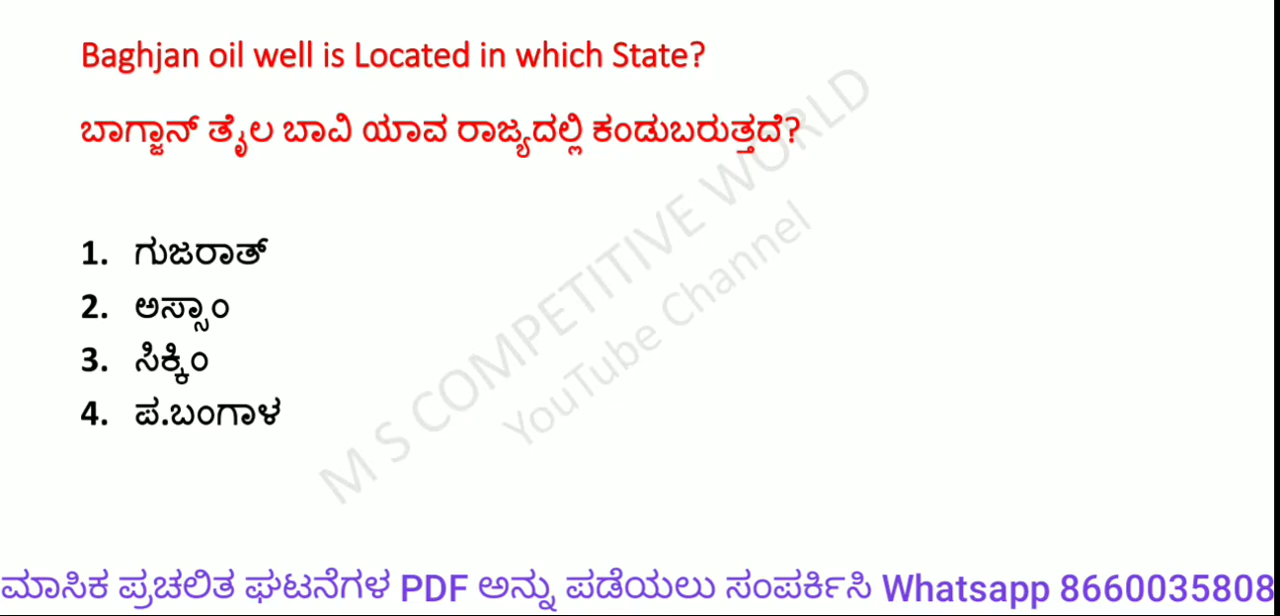 Baghjan oil well is Located in which State?
ಬಾಗ್ಜಾನ್ ತೈಲ ಬಾವಿ ಯಾವ ರಾಜ್ಯದಲ್ಲಿ ಕಂಡುಬರುತ್ತದೆ?
1. ಗುಜರಾತ್
2. ಅಸ್ಸಾಂ
3. ಸಿಕ್ಕಿಂ
4. ಪ.ಬಂಗಾಳ
M S COMPETITIVE WORLD
YouTube Channel
ಮಾಸಿಕ ಪ್ರಚಲಿತ ಘಟನೆಗಳ PDF ಅನ್ನು ಪಡೆಯಲು ಸಂಪರ್ಕಿಸಿ Whatsapp 8660035808